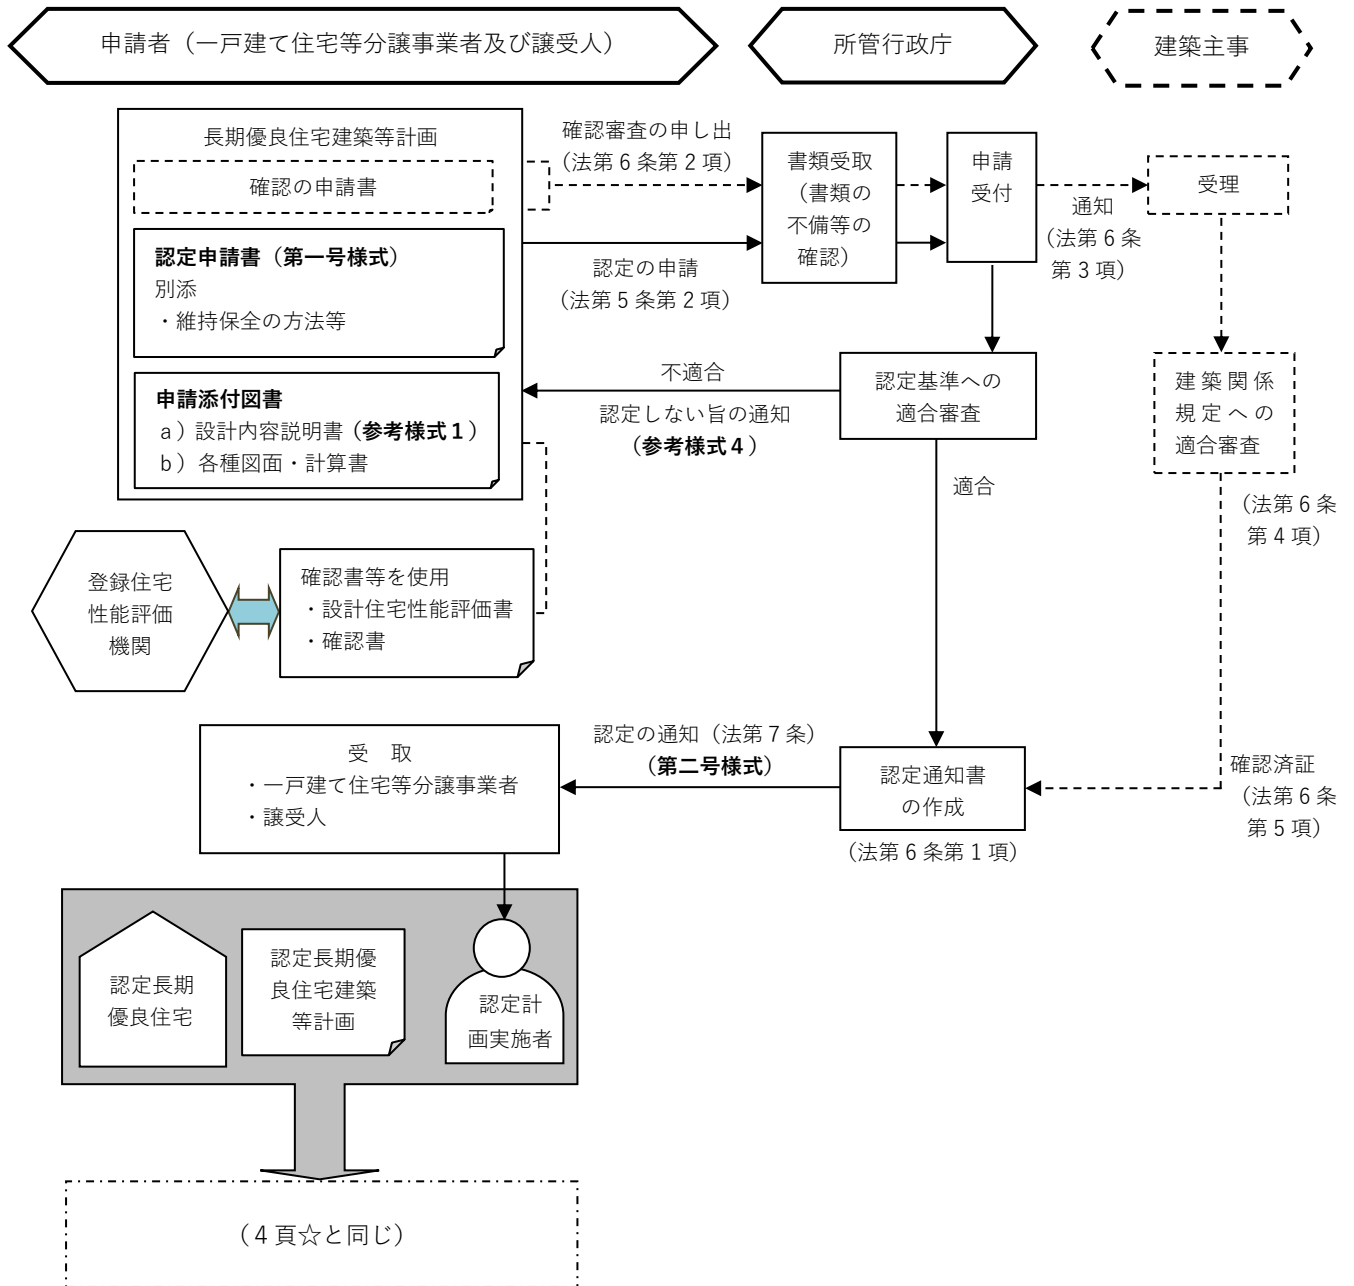 申請者（一戸建て住宅等分譲事業者及び譲受人）
所管行政庁
建築主事
長期優良住宅建築等計画
確認の申請書
認定申請書（第一号様式）
別添
・維持保全の方法等
申請添付図書
a）設計内容説明書（参考様式１）
b）各種図面・計算書
確認審査の申し出
（法第６条第２項）
認定の申請
（法第５条第２項）
書類受取
（書類の
不備等の
確認）
申請
受付
通知
（法第６条
第３項）
受理
不適合
認定しない旨の通知
（参考様式４）
認定基準への
適合審査
建築関係
規定への
適合審査
適合
（法第６条
第４項）
登録住宅
性能評価
機関
確認書等を使用
・設計住宅性能評価書
・確認書
受　取
・一戸建て住宅等分譲事業者
・譲受人
認定の通知（法第７条）
（第二号様式）
認定通知書
の作成
（法第６条第１項）
確認済証
（法第６条
第５項）
認定長期
優良住宅
認定長期優
良住宅建築
等計画
認定計
画実施者
（４頁☆と同じ）